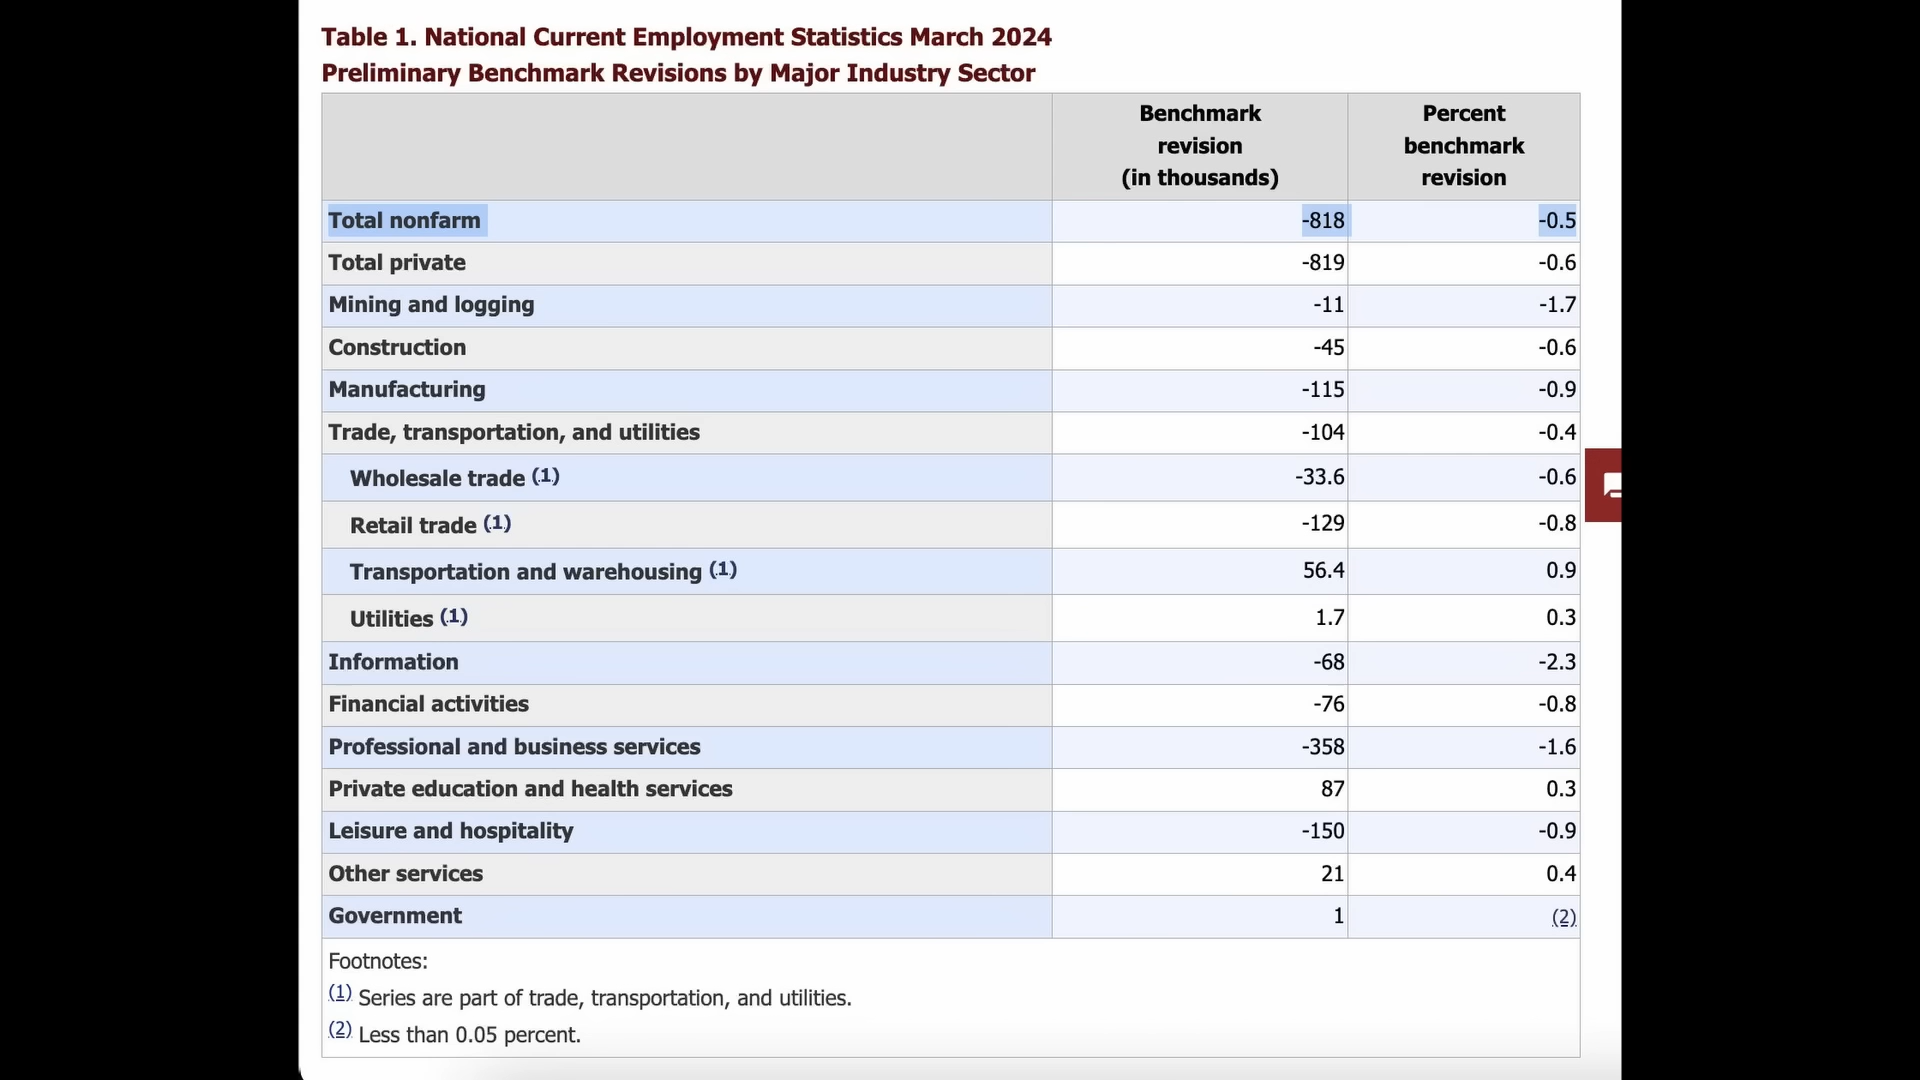 Table 1. National Current Employment Statistics March 2024
Preliminary Benchmark Revisions by Major Industry Sector
Benchmark revision (in thousands) Percent benchmark revision
Total nonfarm -818 -0.5
Total private -819 -0.6
Mining and logging -11 -1.7
Construction -45 -0.6
Manufacturing -115 -0.9
Trade, transportation, and utilities -104 -0.4
Wholesale trade (1) -33.6 -0.6
Retail trade (1) -129 -0.8
Transportation and warehousing (1) 56.4 0.9
Utilities (1) 1.7 0.3
Information -68 -2.3
Financial activities -76 -0.8
Professional and business services -358 -1.6
Private education and health services 87 0.3
Leisure and hospitality -150 -0.9
Other services 21 0.4
Government 1 (2)
Footnotes:
(1) Series are part of trade, transportation, and utilities.
(2) Less than 0.05 percent.